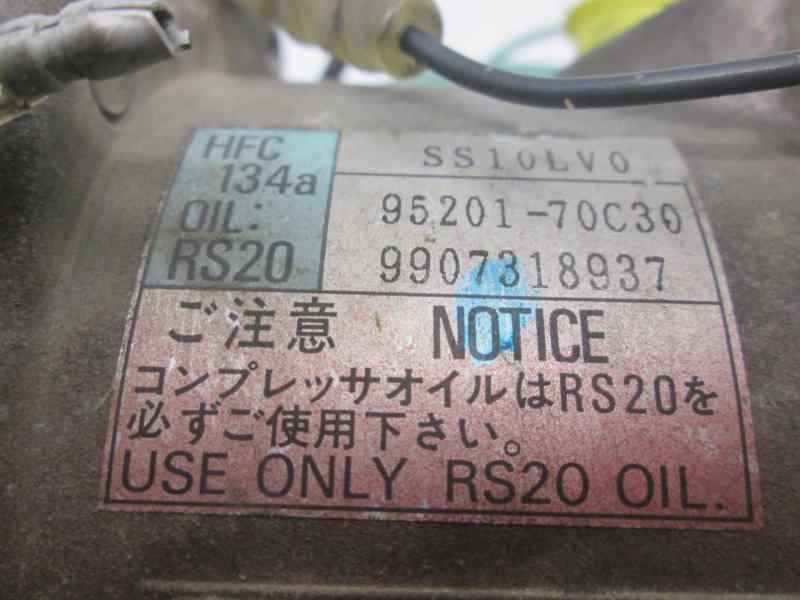 HFC
134a
OIL:
RS20
SS10LV0
95201-70C30
9907318937
ご注意 NOTICE
コンプレッサオイルはRS20を
必ずご使用下さい。
USE ONLY RS20 OIL.